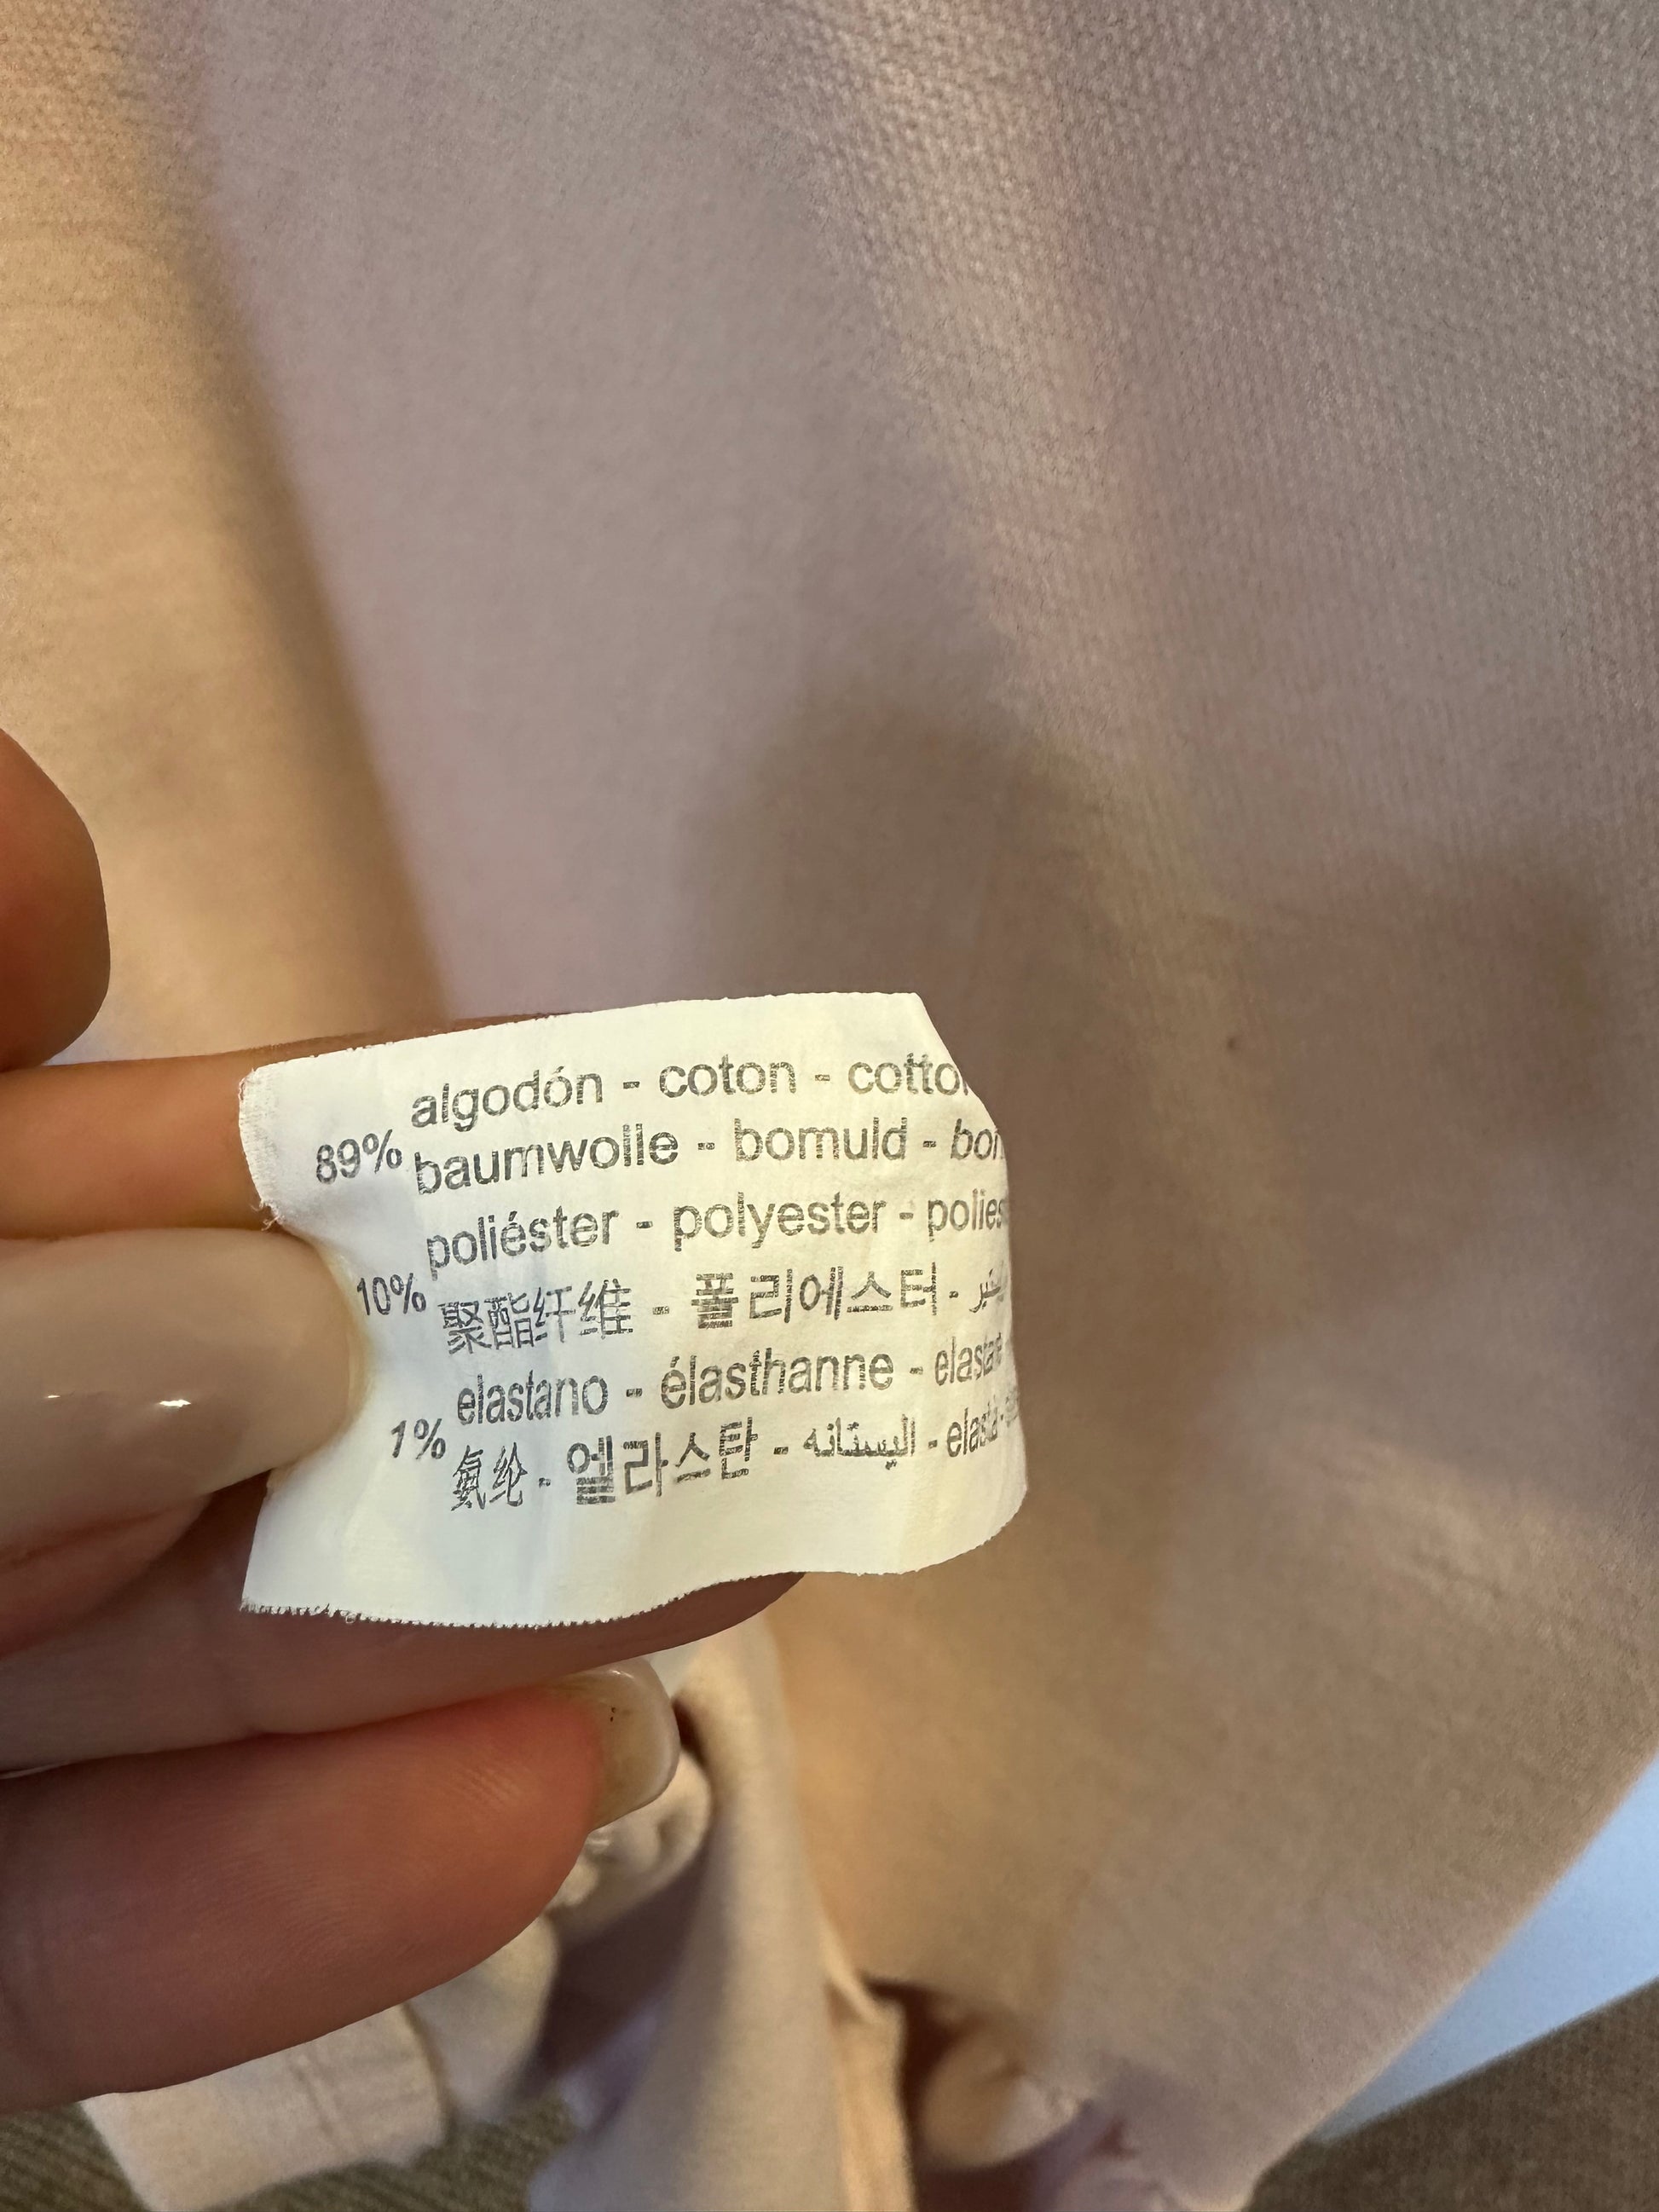 algodón - coton -
89%
baumwolle - bomuld -
poliéster - polyester -
10%
聚酯纤维 - 폴리에스터 -
elastano - élasthanne -
1%
氨纶 - 엘라스탄 - اليستانه -